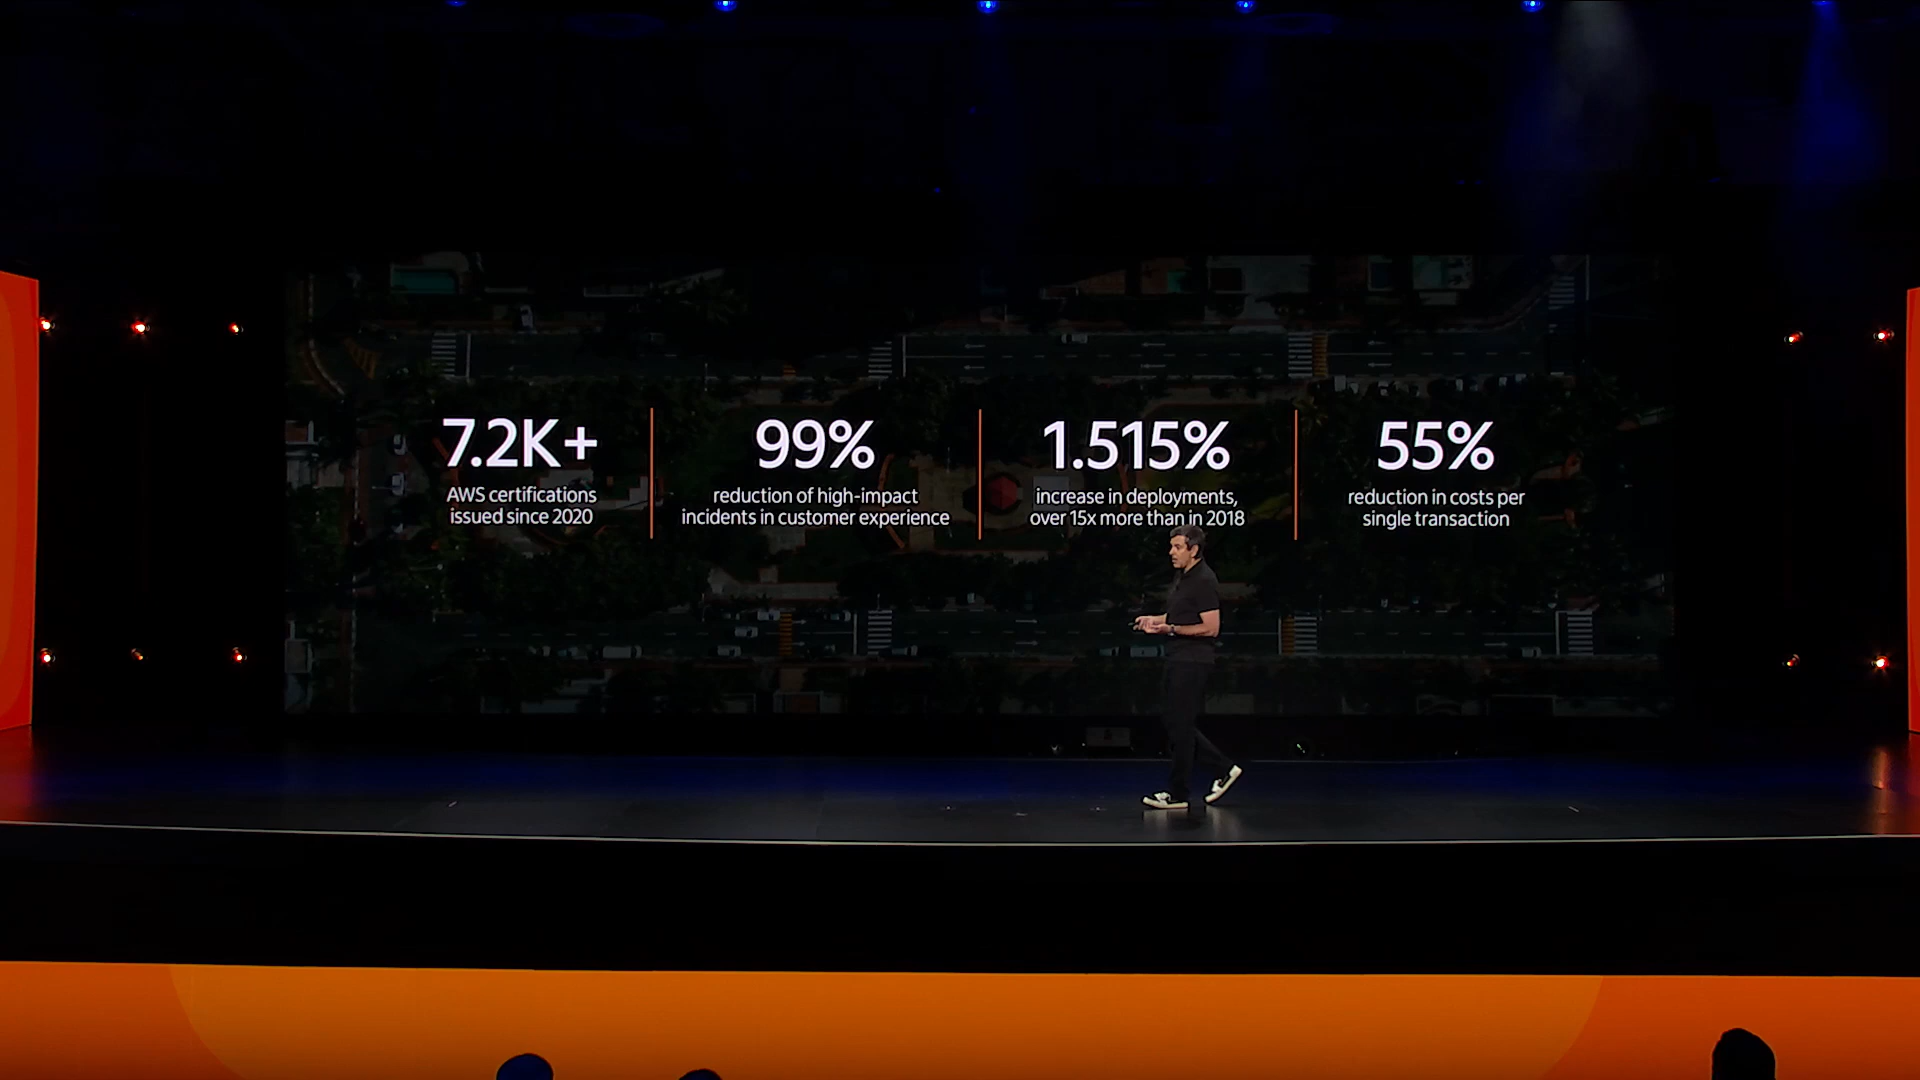 7.2K+
AWS certifications
issued since 2020
99%
reduction of high-impact
incidents in customer experience
1.515%
increase in deployments,
over 15x more than in 2018
55%
reduction in costs per
single transaction